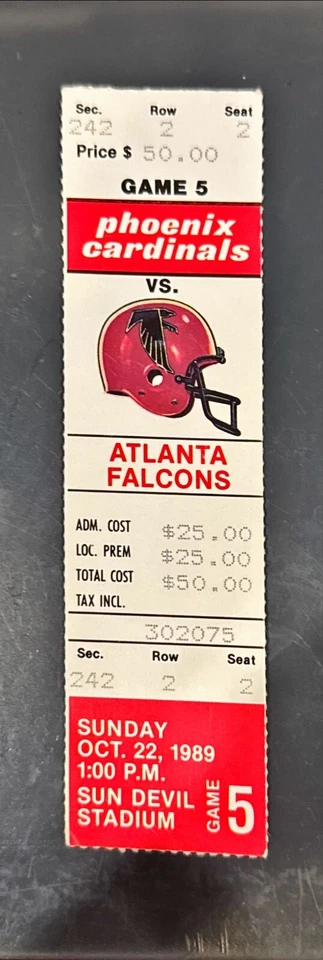 Sec. Row Seat
242 2 2
Price $ 50.00
GAME 5
phoenix
cardinals
VS.
ATLANTA
FALCONS
ADM. COST $25.00
LOC. PREM $25.00
TOTAL COST $50.00
TAX INCL.
302075
Sec. Row Seat
242 2 2
SUNDAY
OCT. 22, 1989
1:00 P.M.
SUN DEVIL
STADIUM
GAME 5